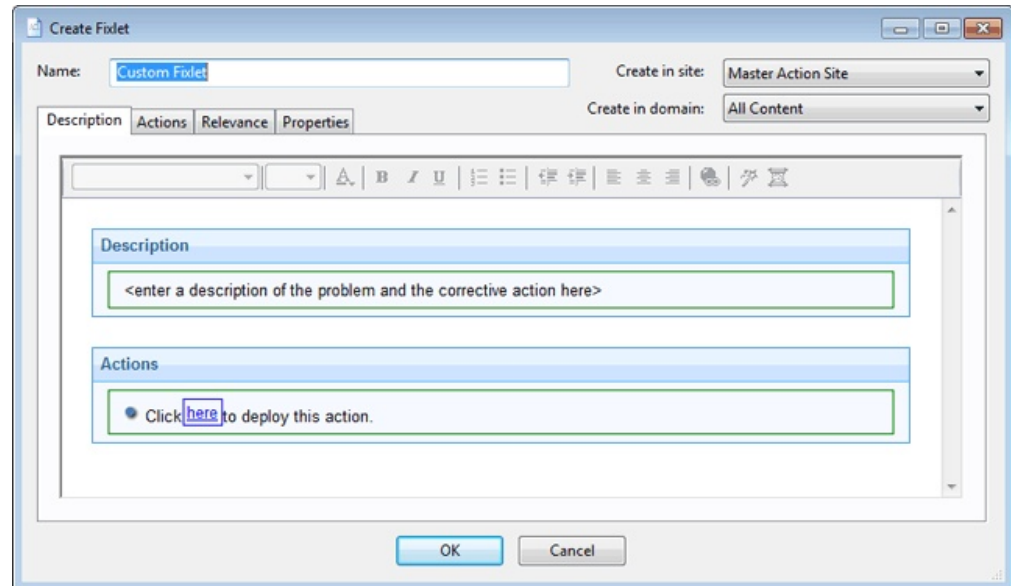 Create Fixlet
Name: Custom Fixlet Create in site: Master Action Site
Create in domain: All Content
Description Actions Relevance Properties
A B I U
Description
<enter a description of the problem and the corrective action here>
Actions
Click here to deploy this action.
OK Cancel